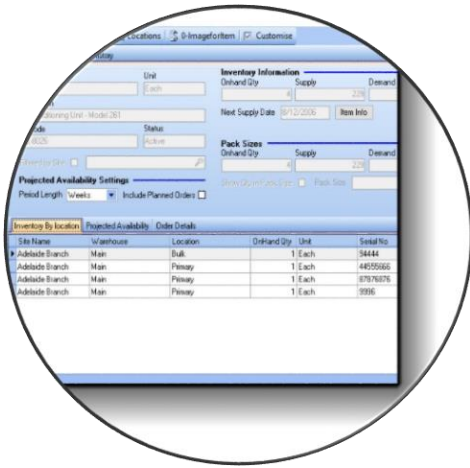 Locations 0-ImageforItem Customise
Unit
Each
Inventory Information
Onhand Qty Supply Demand
4 228
Next Supply Date 8/12/2006 Item Info
tioning Unit - Model 261
Status
Active
Pack Sizes
Onhand Qty Supply Demand
4 228
Pack Size
Projected Availability Settings
Period Length Weeks Include Planned Orders
Inventory By location Projected Availability Order Details
Site Name Warehouse Location OnHand Qty Unit Serial No
Adelaide Branch Main Bulk 1 Each 94444
Adelaide Branch Main Primary 1 Each 44555666
Adelaide Branch Main Primary 1 Each 87876876
Adelaide Branch Main Primary 1 Each 9996